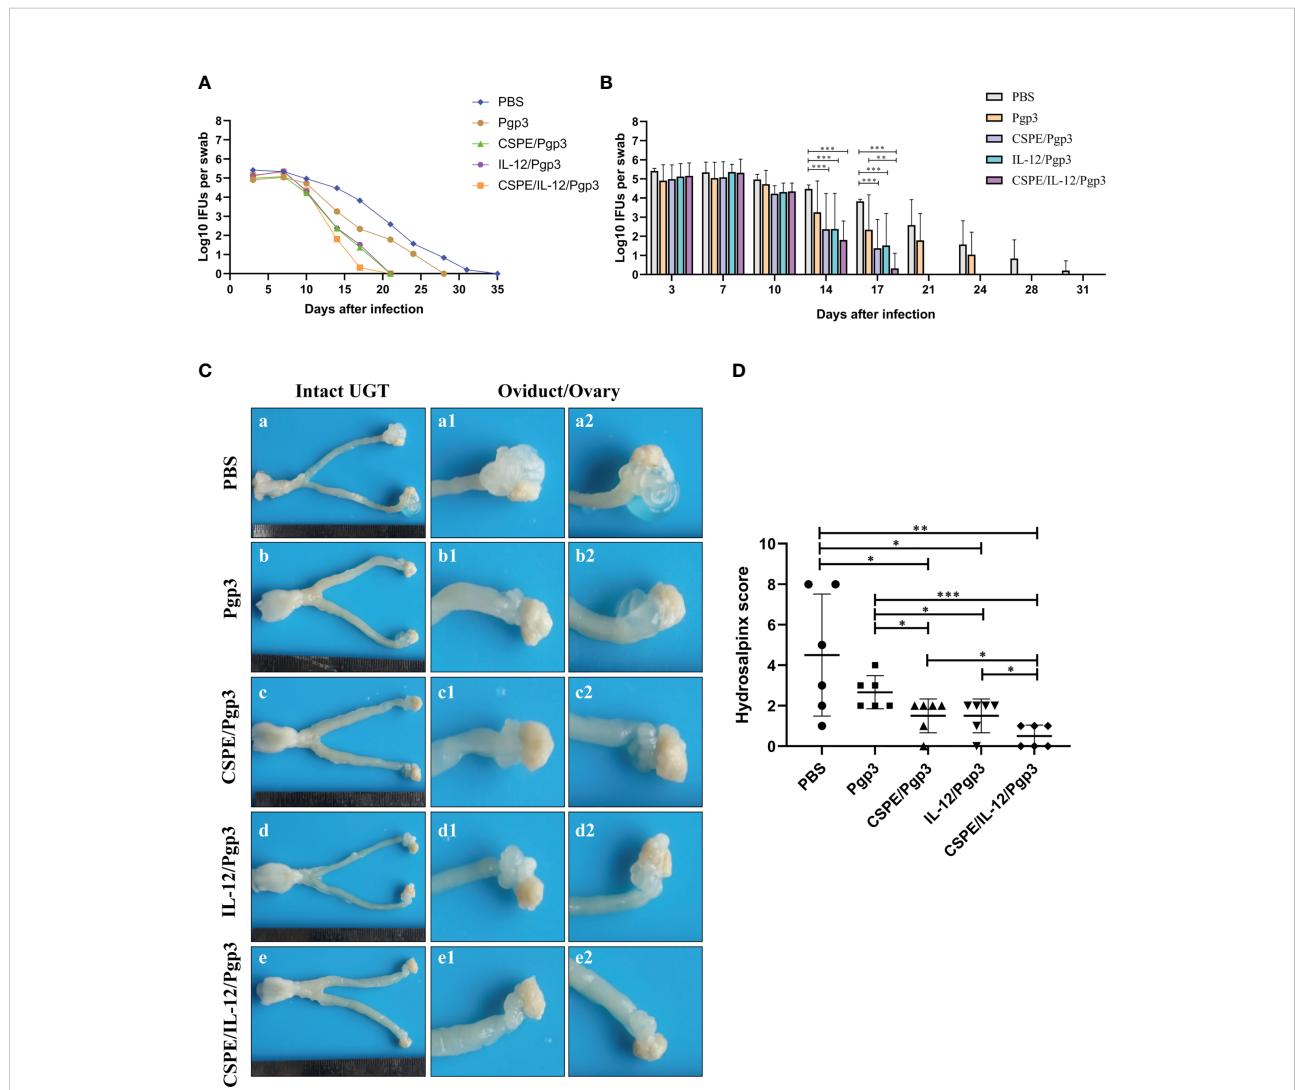 A
PBS
Pgp3
CSPE/Pgp3
IL-12/Pgp3
CSPE/IL-12/Pgp3
Log10 IFUs per swab
8
7
6
5
4
3
2
1
0
0 5 10 15 20 25 30 35
Days after infection
B
PBS
Pgp3
CSPE/Pgp3
IL-12/Pgp3
CSPE/IL-12/Pgp3
Log10 IFUs per swab
8
7
6
5
4
3
2
1
0
***
***
***
***
**
***
***
3 7 10 14 17 21 24 28 31
Days after infection
C
Intact UGT Oviduct/Ovary
PBS
a a1 a2
Pgp3
b b1 b2
CSPE/Pgp3
c c1 c2
IL-12/Pgp3
d d1 d2
CSPE/IL-12/Pgp3
e e1 e2
D
Hydrosalpinx score
10
8
6
4
2
0
**
*
*
***
*
*
*
*
PBS
Pgp3
CSPE/Pgp3
IL-12/Pgp3
CSPE/IL-12/Pgp3